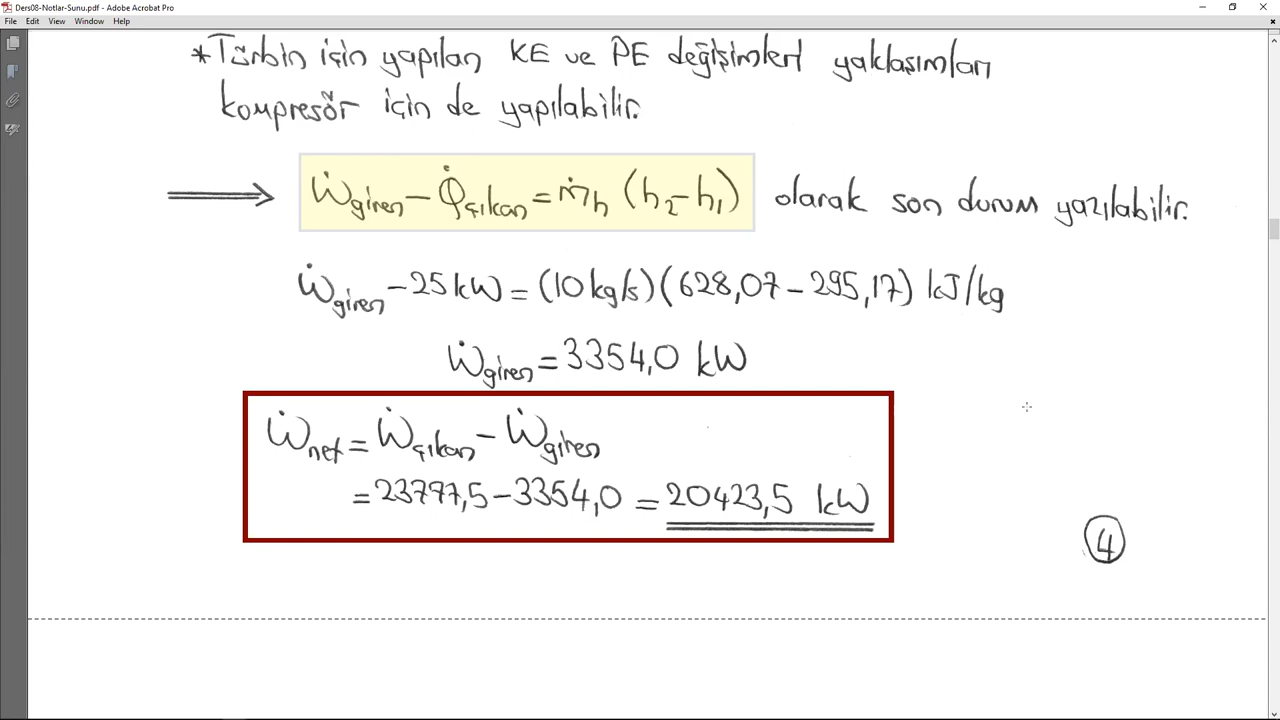 Ders08-Notlar-Sunu.pdf - Adobe Acrobat Pro
File Edit View Window Help
*Türbin için yapılan KE ve PE değişimleri yaklaşımları
kompresör için de yapılabilir.
⟹ Ẇgiren - Q̇çıkan = ṁh (h2-h1) olarak son durum yazılabilir.
Ẇgiren - 25 kW = (10 kg/s) (628,07 - 295,17) kJ/kg
Ẇgiren = 3354,0 kW
Ẇnet = Ẇçıkan - Ẇgiren
= 23777,5 - 3354,0 = 20423,5 kW
4